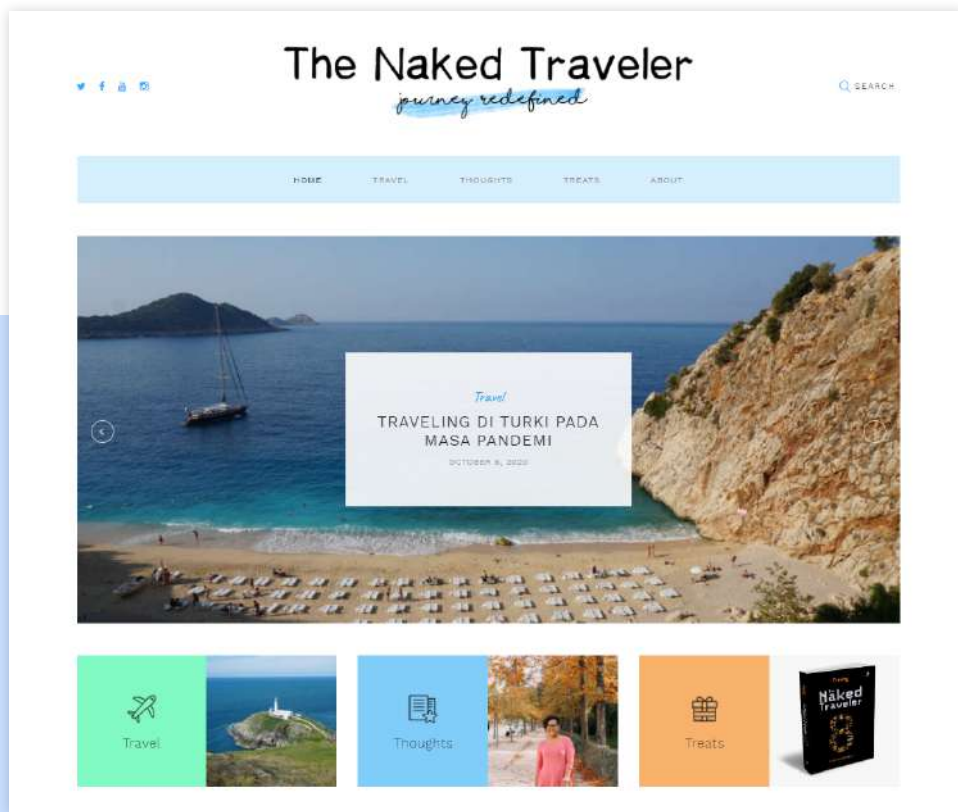 The Naked Traveler
journey redefined
SEARCH
HOME TRAVEL THOUGHTS TREATS ABOUT
Travel
TRAVELING DI TURKI PADA
MASA PANDEMI
Travel
Thoughts
Treats
Naked
Traveler